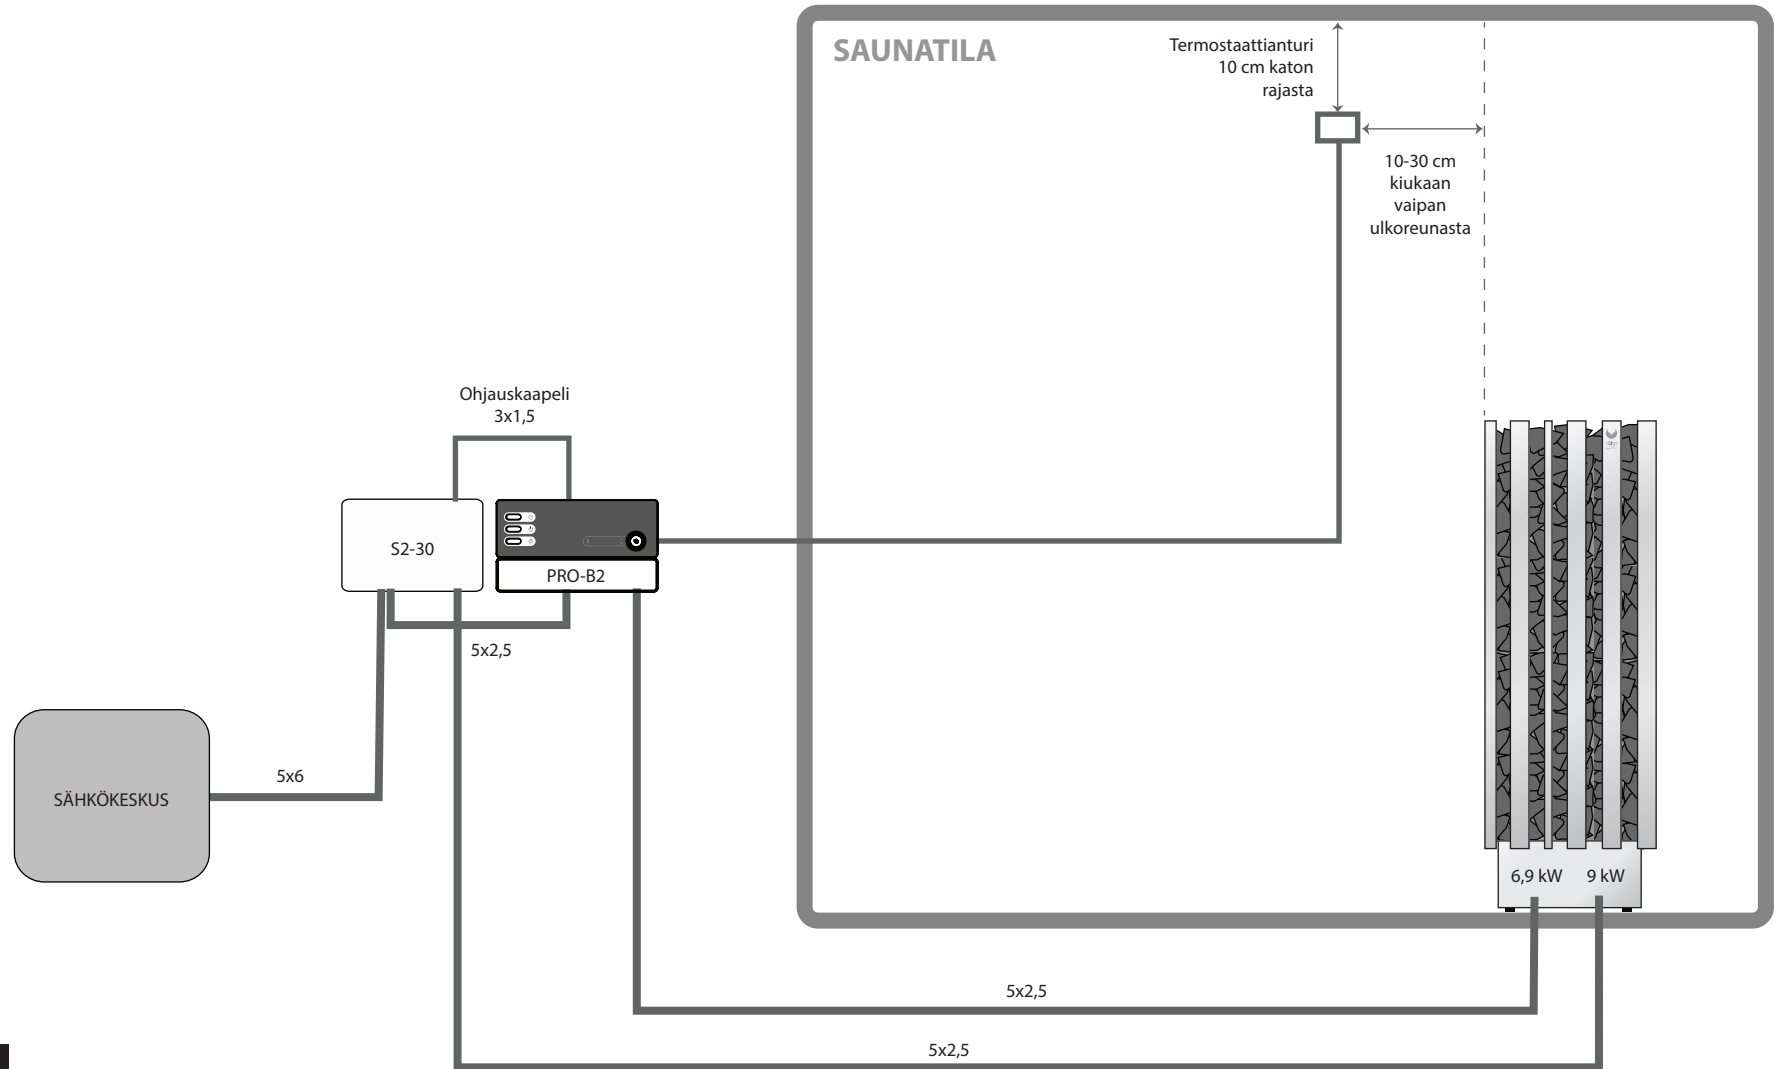 SAUNATILA
Termostaattianturi
10 cm katon
rajasta
10-30 cm
kiukaan
vaipan
ulkoreunasta
Ohjauskaapeli
3x1,5
S2-30
PRO-B2
5x2,5
SÄHKÖKESKUS
5x6
6,9 kW
9 kW
5x2,5
5x2,5